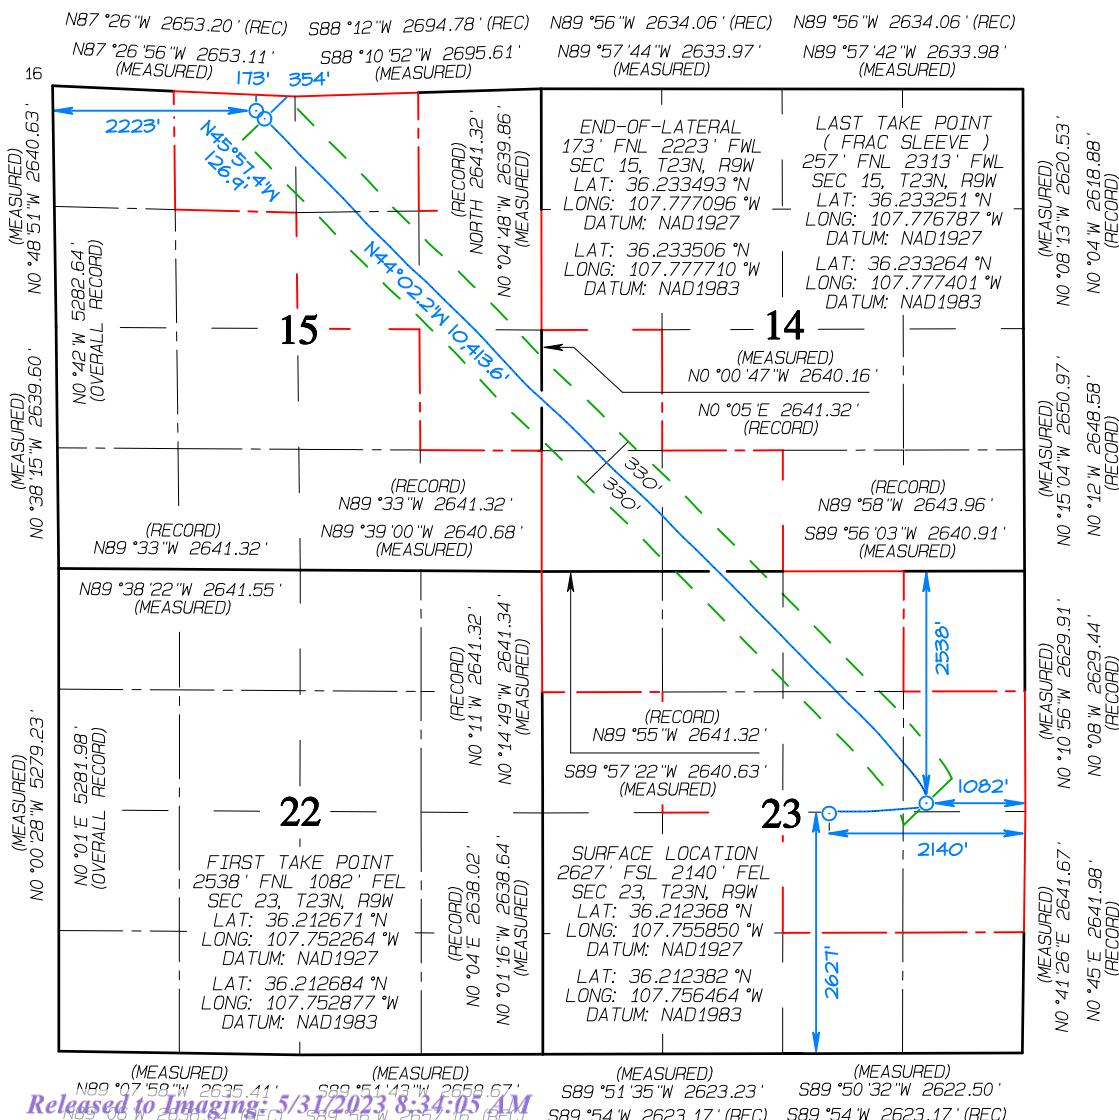 N87°26"W 2653.20'(REC)
S88°12"W 2694.78'(REC)
N89°56"W 2634.06'(REC)
N89°56"W 2634.06'(REC)
N87°26'56"W 2653.11'
(MEASURED)
S88°10'52"W 2695.61'
(MEASURED)
N89°57'44"W 2633.97'
(MEASURED)
N89°57'42"W 2633.98'
(MEASURED)
16
173'
354'
2223'
N45°57.4'W
126.9'
N44°02.2'W 10,413.6'
(MEASURED)
N0°48'51"W 2640.63'
N0°42"W 5282.64'
(OVERALL RECORD)
(MEASURED)
N0°38'15"W 2639.60'
(RECORD)
NORTH 2641.32'
N0°04'48"W 2639.86'
(MEASURED)
END-OF-LATERAL
173' FNL 2223' FWL
SEC 15, T23N, R9W
LAT: 36.233493 °N
LONG: 107.777096 °W
DATUM: NAD1927
LAT: 36.233506 °N
LONG: 107.777710 °W
DATUM: NAD1983
LAST TAKE POINT
( FRAC SLEEVE )
257' FNL 2313' FWL
SEC 15, T23N, R9W
LAT: 36.233251 °N
LONG: 107.776787 °W
DATUM: NAD1927
LAT: 36.233264 °N
LONG: 107.777401 °W
DATUM: NAD1983
(MEASURED)
N0°08'13"W 2620.53'
N0°04"W 2618.88'
(RECORD)
15
14
(MEASURED)
N0°00'47"W 2640.16'
N0°05'E 2641.32'
(RECORD)
(MEASURED)
N0°15'04"W 2650.97'
N0°12"W 2648.58'
(RECORD)
330'
330'
(RECORD)
N89°33"W 2641.32'
N89°39'00"W 2640.68'
(MEASURED)
(RECORD)
N89°33"W 2641.32'
N89°38'22"W 2641.55'
(MEASURED)
(RECORD)
N89°58"W 2643.96'
S89°56'03"W 2640.91'
(MEASURED)
(RECORD)
N0°11"W 2641.32'
N0°14'49"W 2641.34'
(MEASURED)
(RECORD)
N89°55"W 2641.32'
S89°57'22"W 2640.63'
(MEASURED)
2538'
1082'
2140'
2627'
(MEASURED)
N0°10'56"W 2629.91'
N0°08"W 2629.44'
(RECORD)
(MEASURED)
N0°00'28"W 5279.23'
N0°01'E 5281.98'
(OVERALL RECORD)
22
23
FIRST TAKE POINT
2538' FNL 1082' FEL
SEC 23, T23N, R9W
LAT: 36.212671 °N
LONG: 107.752264 °W
DATUM: NAD1927
LAT: 36.212684 °N
LONG: 107.752877 °W
DATUM: NAD1983
(RECORD)
N0°04'E 2638.02'
N0°01'16"W 2638.64'
(MEASURED)
SURFACE LOCATION
2627' FSL 2140' FEL
SEC 23, T23N, R9W
LAT: 36.212368 °N
LONG: 107.755850 °W
DATUM: NAD1927
LAT: 36.212382 °N
LONG: 107.756464 °W
DATUM: NAD1983
(MEASURED)
N0°41'26"E 2641.67'
N0°45'E 2641.98'
(RECORD)
(MEASURED)
N89°07'58"W 2635.41'
(MEASURED)
S89°51'43"W 2658.67'
(MEASURED)
S89°51'35"W 2623.23'
S89°54"W 2623.17'(REC)
(MEASURED)
S89°50'32"W 2622.50'
S89°54"W 2623.17'(REC)
Released to Imaging: 5/31/2023 8:34:05 AM